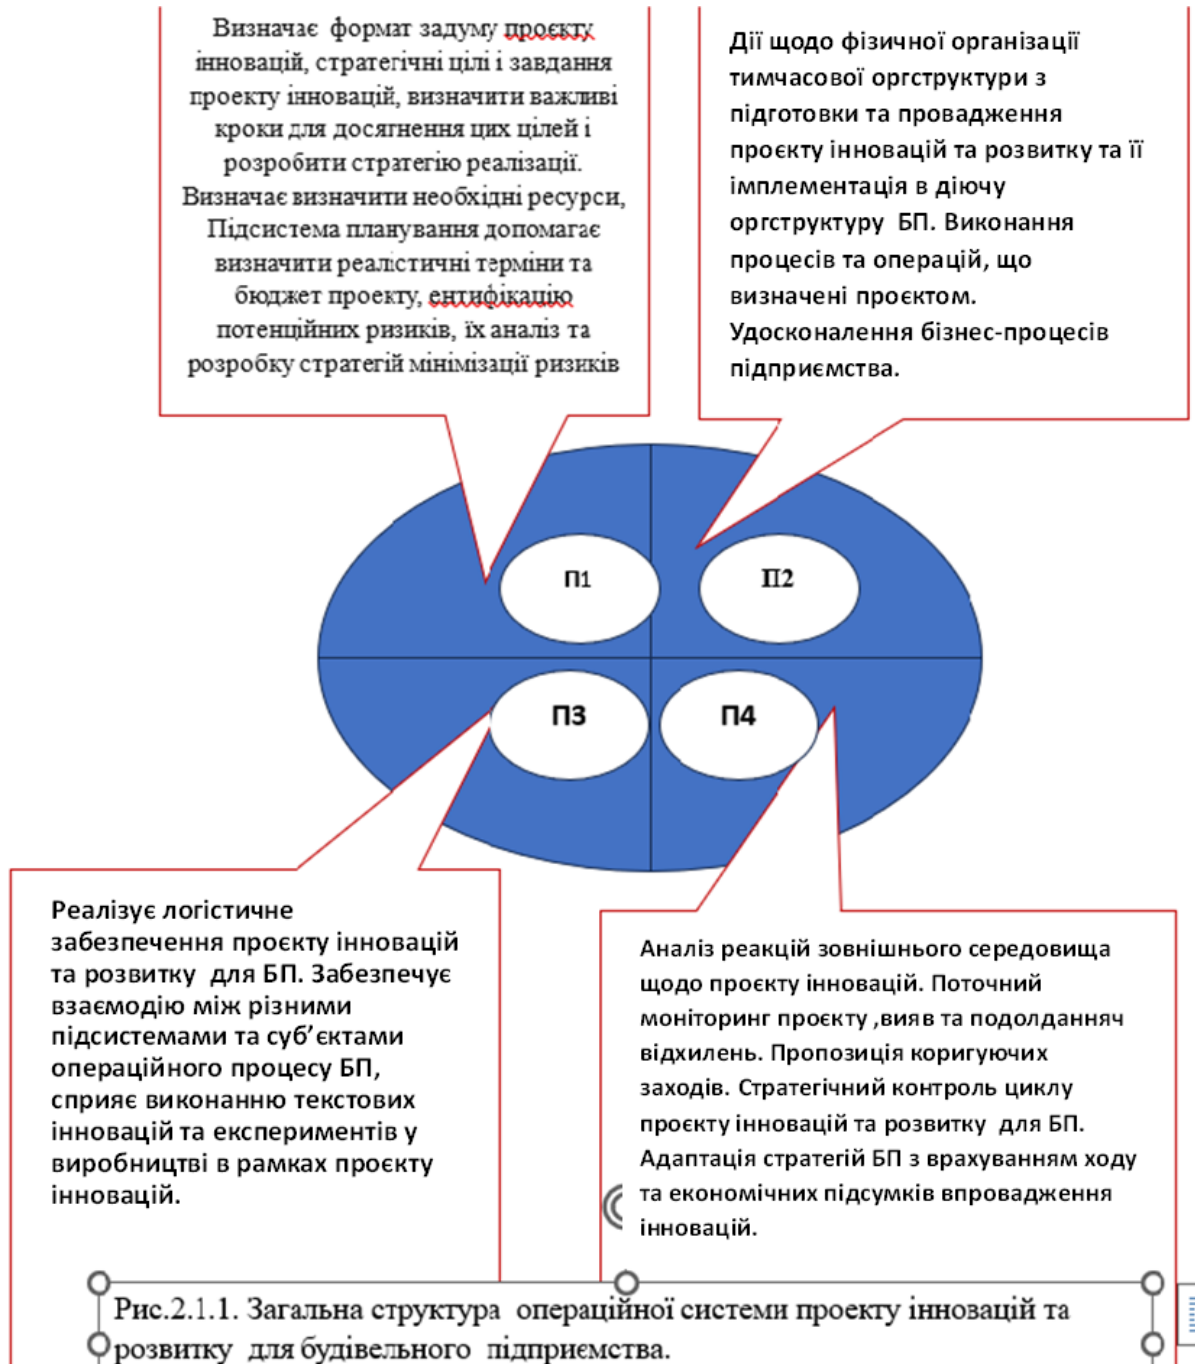 Визначає формат задуму проєкту
інновацій, стратегічні цілі і завдання
проекту інновацій, визначити важливі
кроки для досягнення цих цілей і
розробити стратегію реалізації.
Визначає визначити необхідні ресурси,
Підсистема планування допомагає
визначити реалістичні терміни та
бюджет проекту, ентифікацію
потенційних ризиків, їх аналіз та
розробку стратегій мінімізації ризиків
Дії щодо фізичної організації
тимчасової оргструктури з
підготовки та провадження
проєкту інновацій та розвитку та її
імплементація в діючу
оргструктуру БП. Виконання
процесів та операцій, що
визначені проєктом.
Удосконалення бізнес-процесів
підприємства.
П1
П2
П3
П4
Реалізує логістичне
забезпечення проєкту інновацій
та розвитку для БП. Забезпечує
взаємодію між різними
підсистемами та суб’єктами
операційного процесу БП,
сприяє виконанню текстових
інновацій та експериментів у
виробництві в рамках проєкту
інновацій.
Аналіз реакцій зовнішнього середовища
щодо проєкту інновацій. Поточний
моніторинг проєкту ,вияв та подолданняч
відхилень. Пропозиція коригуючих
заходів. Стратегічний контроль циклу
проєкту інновацій та розвитку для БП.
Адаптація стратегій БП з врахуванням ходу
та економічних підсумків впровадження
інновацій.
Рис.2.1.1. Загальна структура операційної системи проекту інновацій та
розвитку для будівельного підприємства.